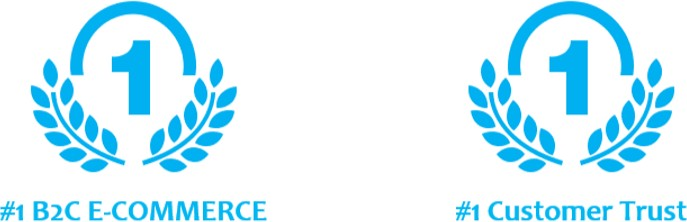 1
1
#1 B2C E-COMMERCE
#1 Customer Trust